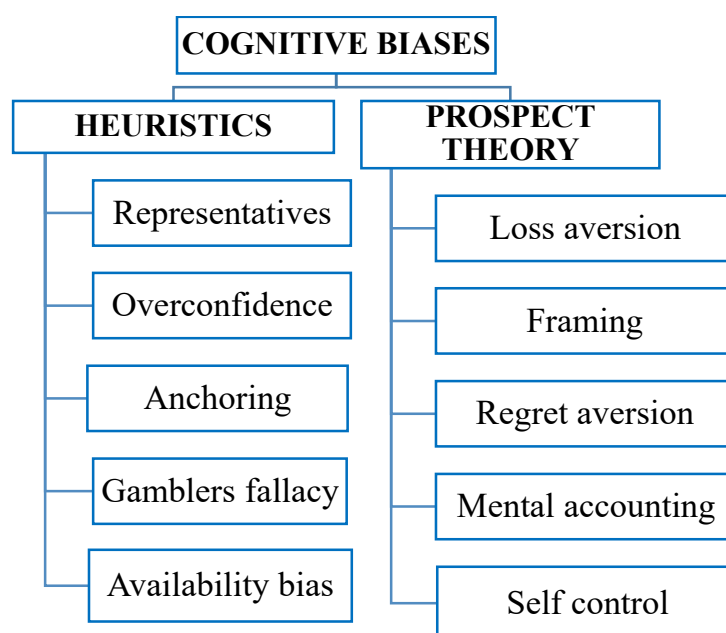 COGNITIVE BIASES
HEURISTICS
Representatives
Overconfidence
Anchoring
Gamblers fallacy
Availability bias
PROSPECT
THEORY
Loss aversion
Framing
Regret aversion
Mental accounting
Self control